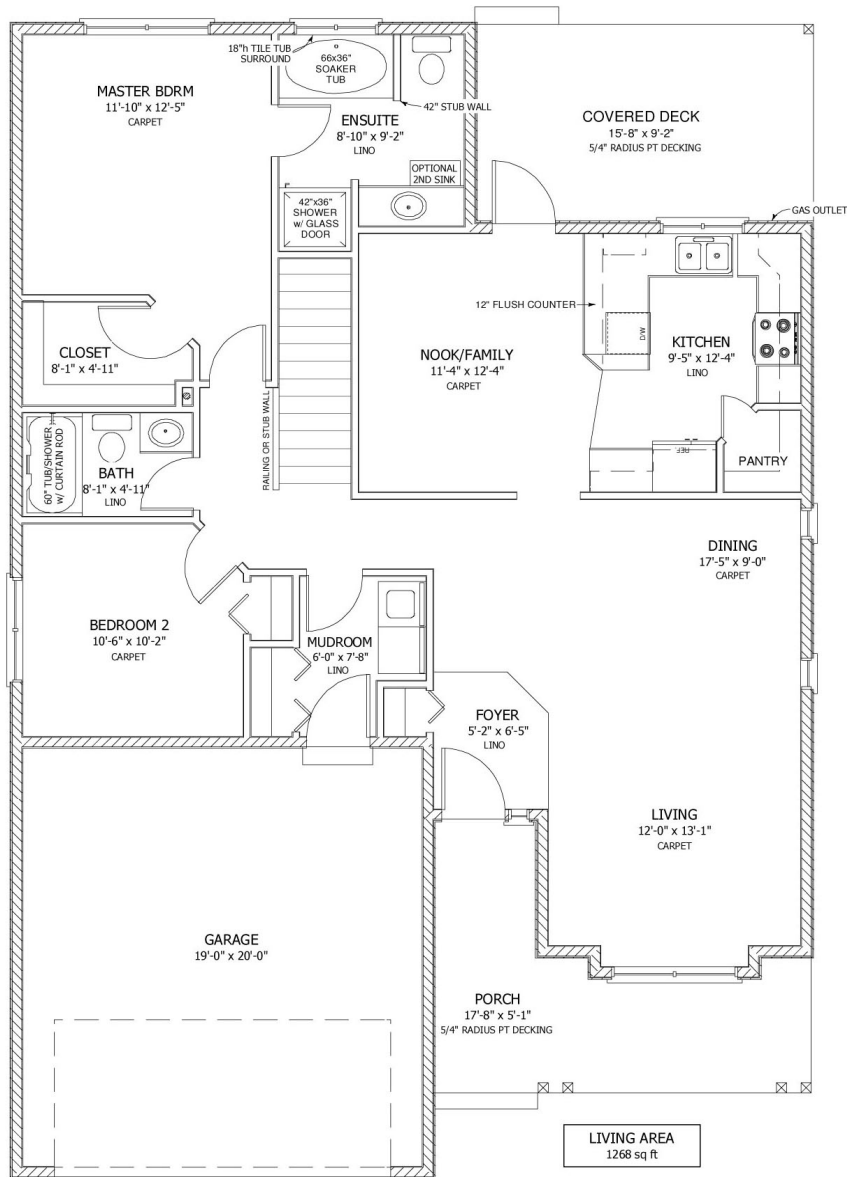 18"h TILE TUB
SURROUND
66x36"
SOAKER
TUB
MASTER BDRM
11'-10" x 12'-5"
CARPET
42" STUB WALL
ENSUITE
8'-10" x 9'-2"
LINO
COVERED DECK
15'-8" x 9'-2"
5/4" RADIUS PT DECKING
OPTIONAL
2ND SINK
42"x36"
SHOWER
w/ GLASS
DOOR
GAS OUTLET
12" FLUSH COUNTER
D/W
KITCHEN
9'-5" x 12'-4"
LINO
NOOK/FAMILY
11'-4" x 12'-4"
CARPET
CLOSET
8'-1" x 4'-11"
RAILING OR STUB WALL
60" TUB/SHOWER
w/ CURTAIN ROD
BATH
8'-1" x 4'-11"
LINO
REF
PANTRY
DINING
17'-5" x 9'-0"
CARPET
BEDROOM 2
10'-6" x 10'-2"
CARPET
MUDROOM
6'-0" x 7'-8"
LINO
FOYER
5'-2" x 6'-5"
LINO
LIVING
12'-0" x 13'-1"
CARPET
GARAGE
19'-0" x 20'-0"
PORCH
17'-8" x 5'-1"
5/4" RADIUS PT DECKING
LIVING AREA
1268 sq ft